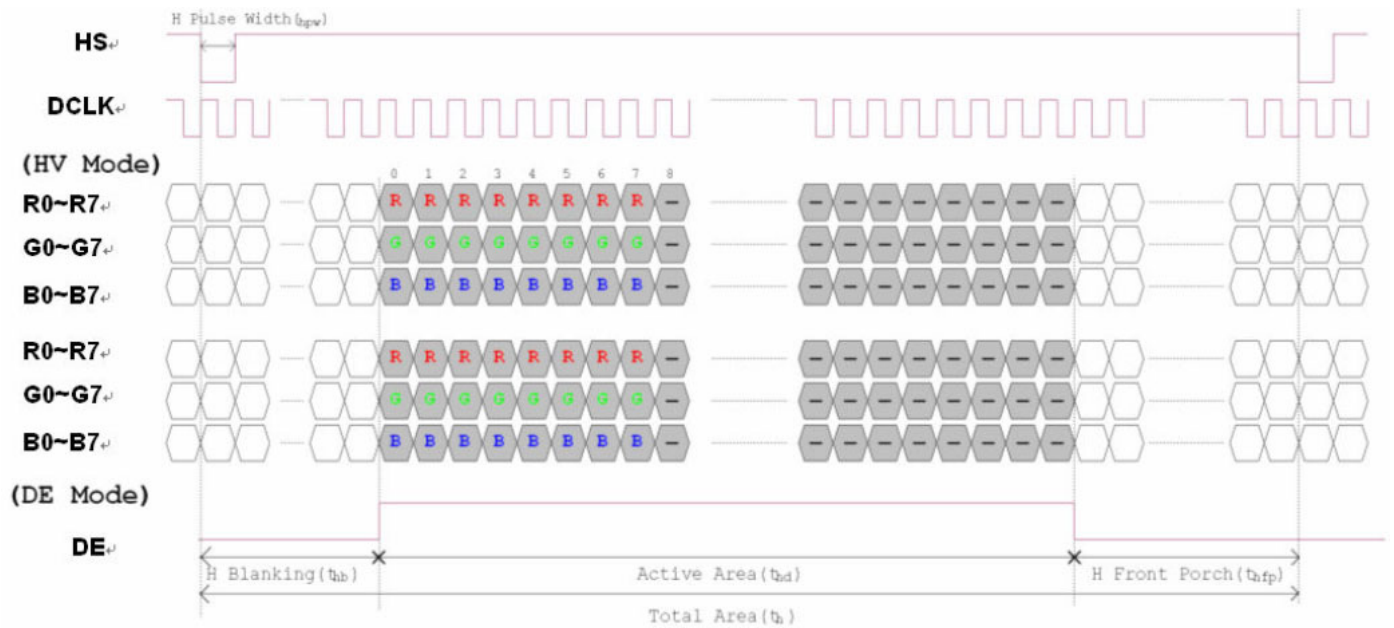 H Pulse Width(thpw)
HS
DCLK
(HV Mode)
0 1 2 3 4 5 6 7 8
R0~R7 R R R R R R R R – – – – – – – – –
G0~G7 G G G G G G G G – – – – – – – – –
B0~B7 B B B B B B B B – – – – – – – – –
R0~R7 R R R R R R R R – – – – – – – – –
G0~G7 G G G G G G G G – – – – – – – – –
B0~B7 B B B B B B B B – – – – – – – – –
(DE Mode)
DE
H Blanking(thb) Active Area(thd) H Front Porch(thfp)
Total Area(th)